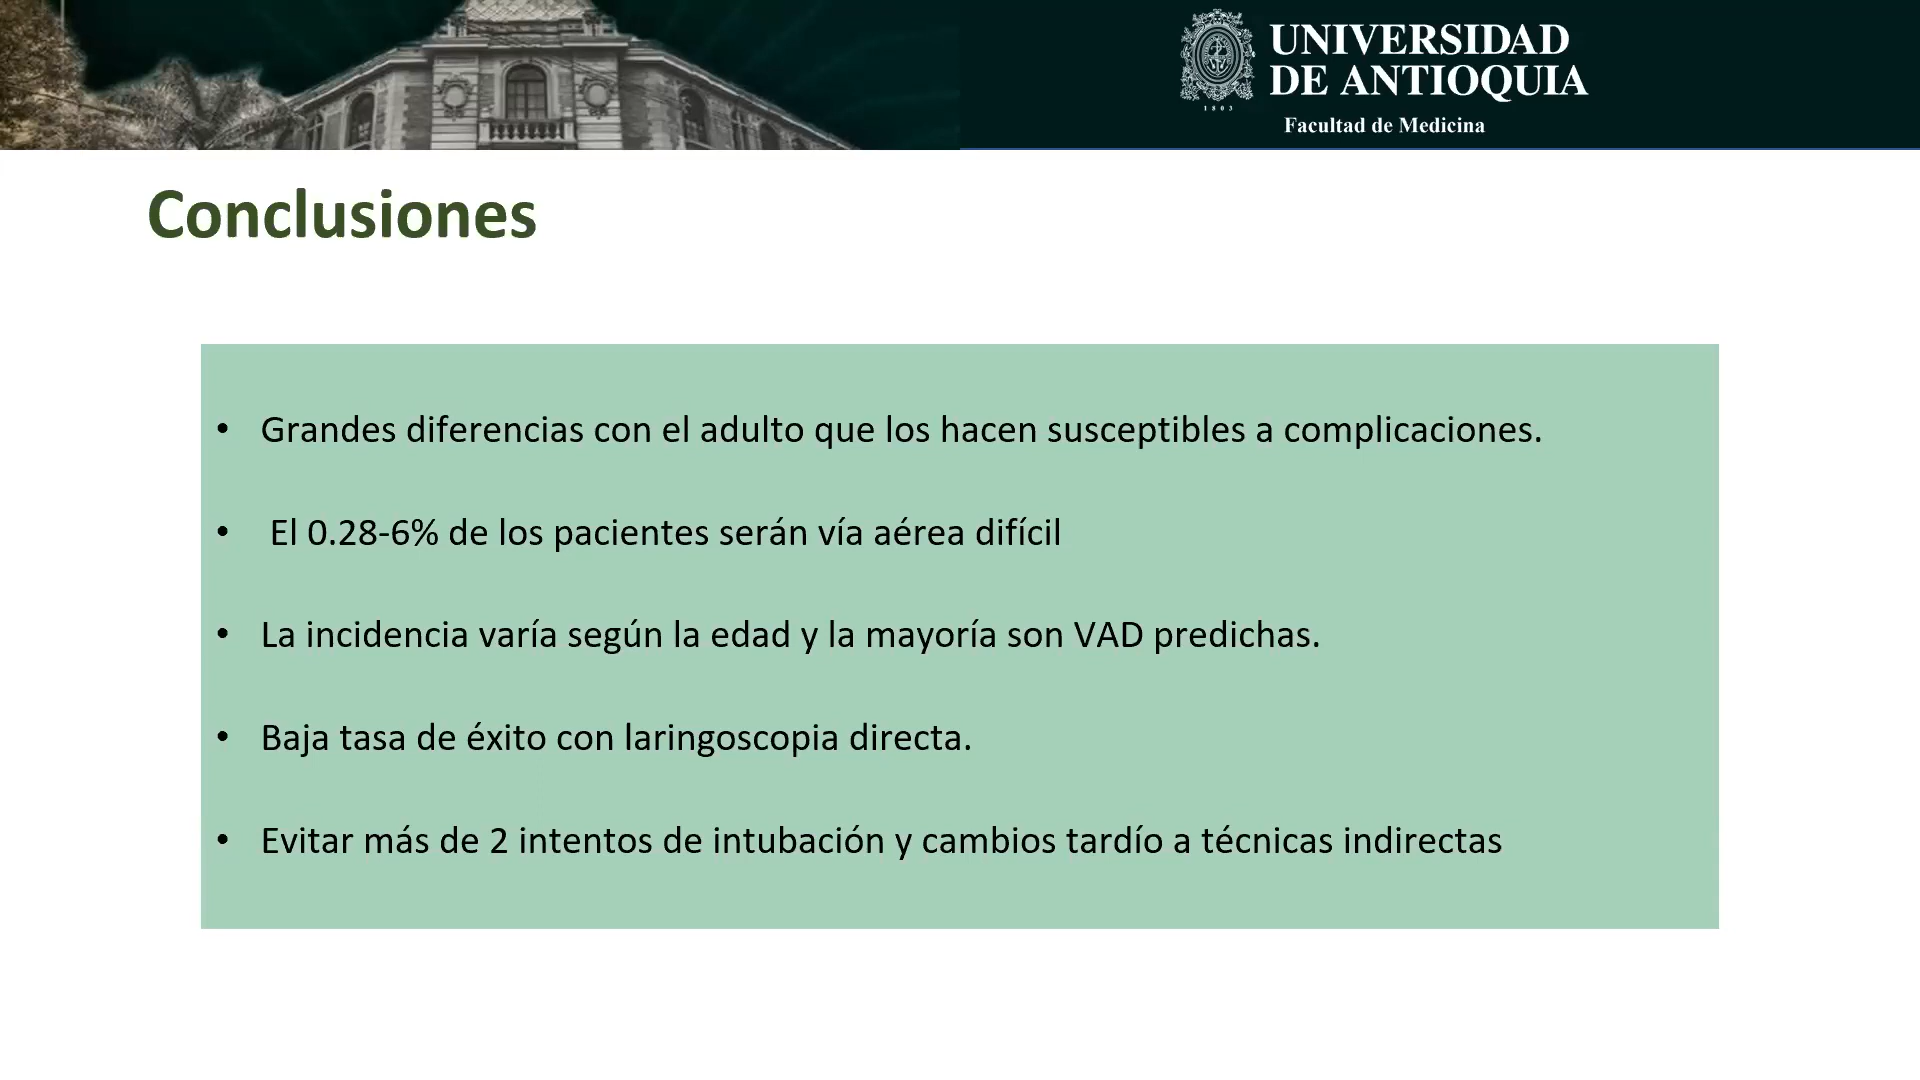 UNIVERSIDAD
DE ANTIOQUIA
1803
Facultad de Medicina
Conclusiones
• Grandes diferencias con el adulto que los hacen susceptibles a complicaciones.
• El 0.28-6% de los pacientes serán vía aérea difícil
• La incidencia varía según la edad y la mayoría son VAD predichas.
• Baja tasa de éxito con laringoscopia directa.
• Evitar más de 2 intentos de intubación y cambios tardío a técnicas indirectas